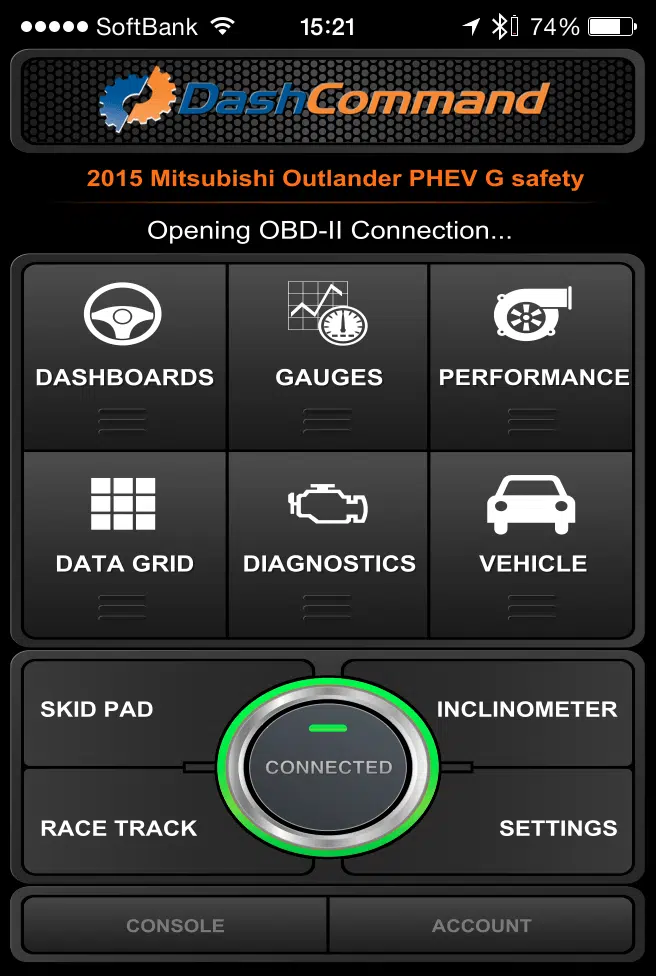 SoftBank 15:21 74%
DashCommand
2015 Mitsubishi Outlander PHEV G safety
Opening OBD-II Connection...
DASHBOARDS GAUGES PERFORMANCE
DATA GRID DIAGNOSTICS VEHICLE
SKID PAD INCLINOMETER
CONNECTED
RACE TRACK SETTINGS
CONSOLE ACCOUNT